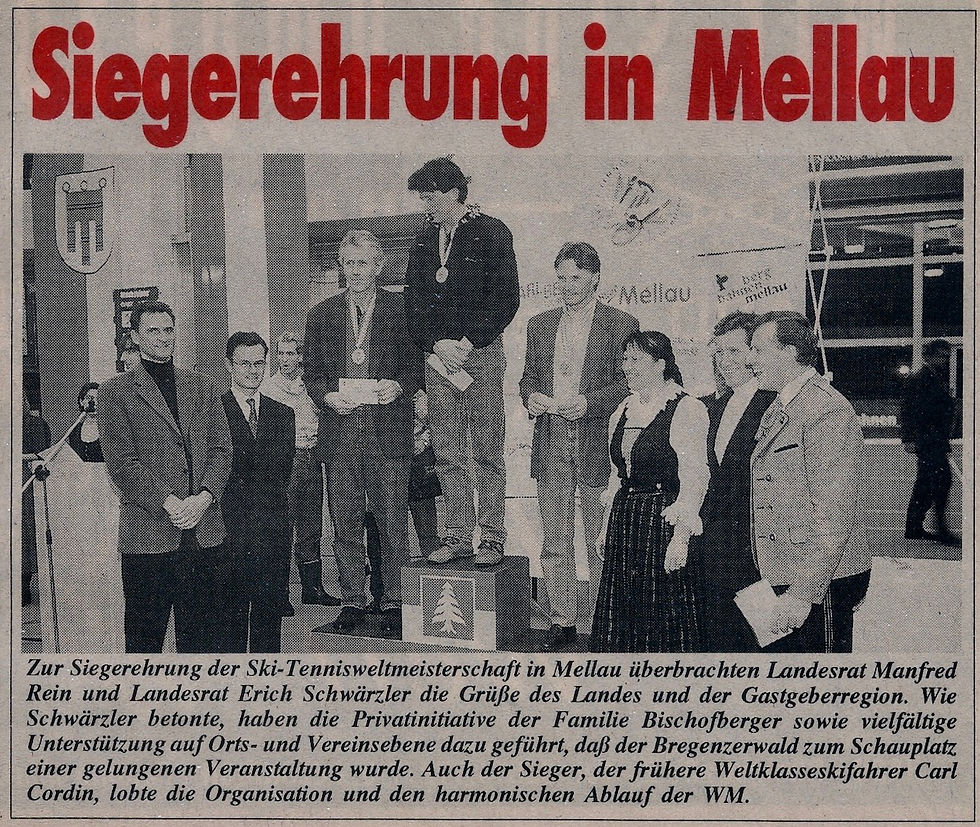 Siegerehrung in Mellau
Mellau
berg
bahnen
mellau
Zur Siegerehrung der Ski-Tennisweltmeisterschaft in Mellau überbrachten Landesrat Manfred
Rein und Landesrat Erich Schwärzler die Grüße des Landes und der Gastgeberregion. Wie
Schwärzler betonte, haben die Privatinitiative der Familie Bischofberger sowie vielfältige
Unterstützung auf Orts- und Vereinsebene dazu geführt, daß der Bregenzerwald zum Schauplatz
einer gelungenen Veranstaltung wurde. Auch der Sieger, der frühere Weltklasseskifahrer Carl
Cordin, lobte die Organisation und den harmonischen Ablauf der WM.